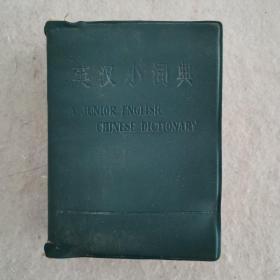 英汉小词典
A JUNIOR ENGLISH
CHINESE DICTIONARY